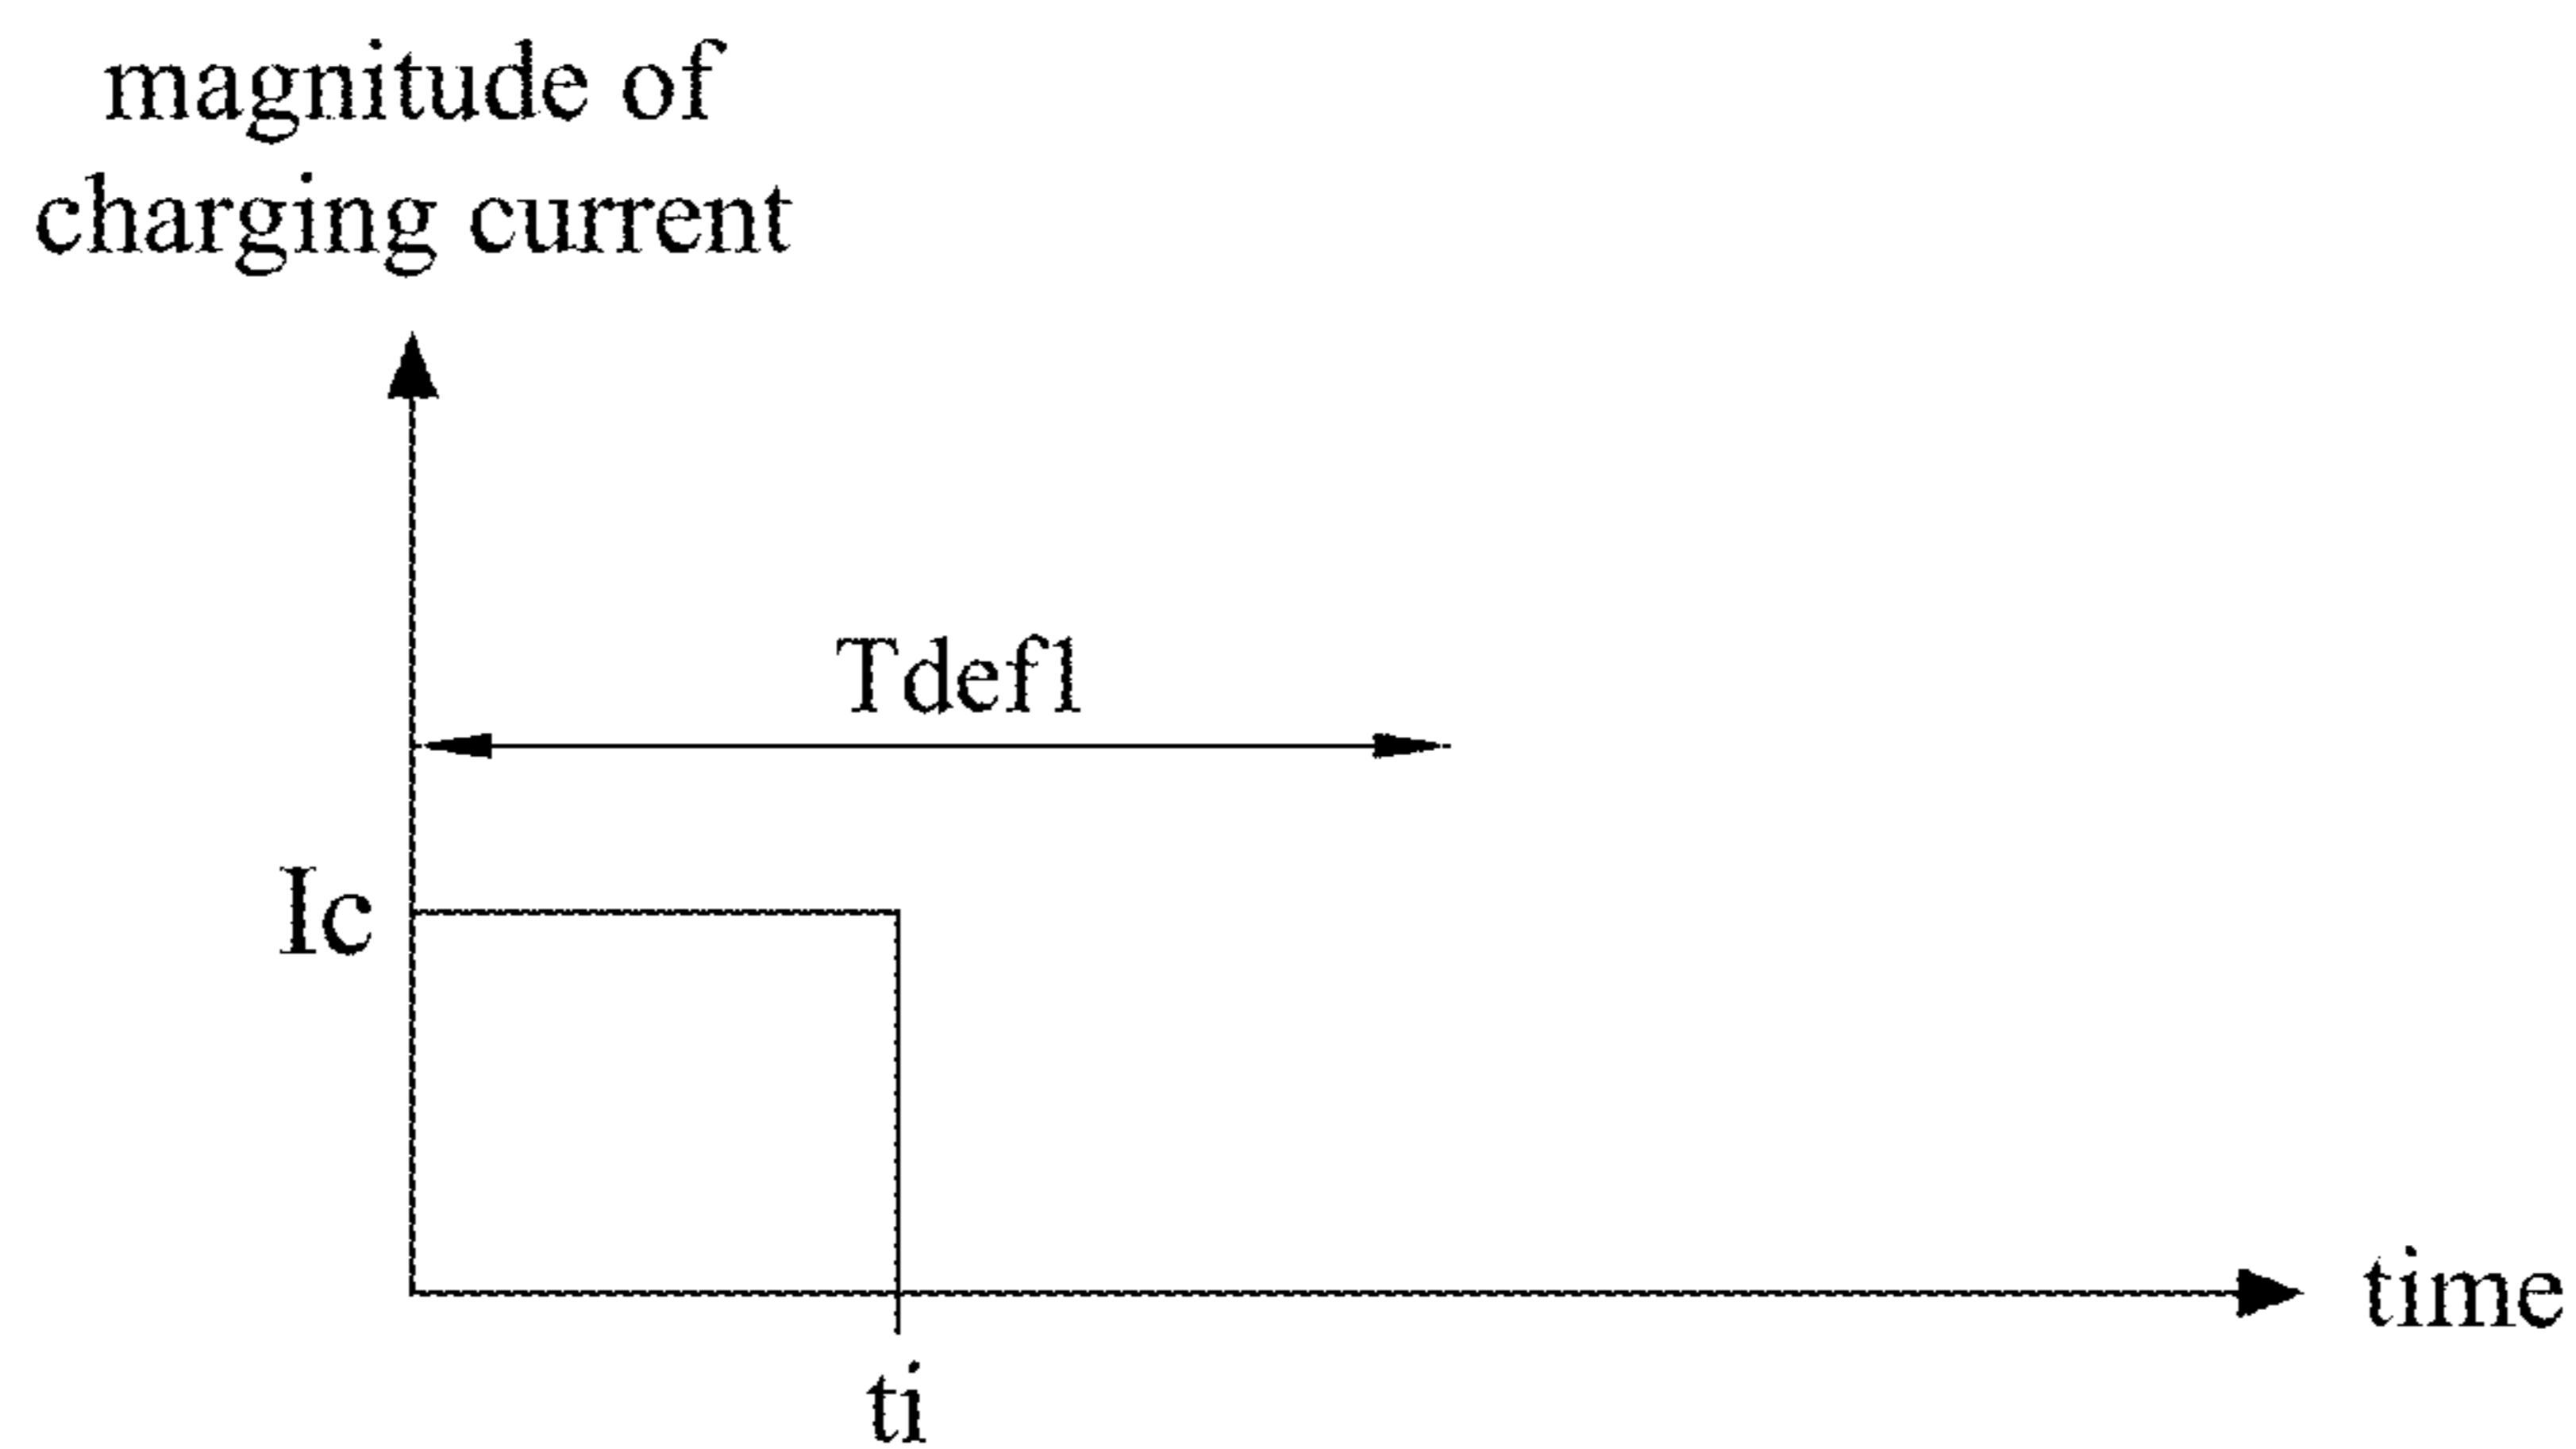 magnitude of
charging current
Tdef1
Ic
time
ti